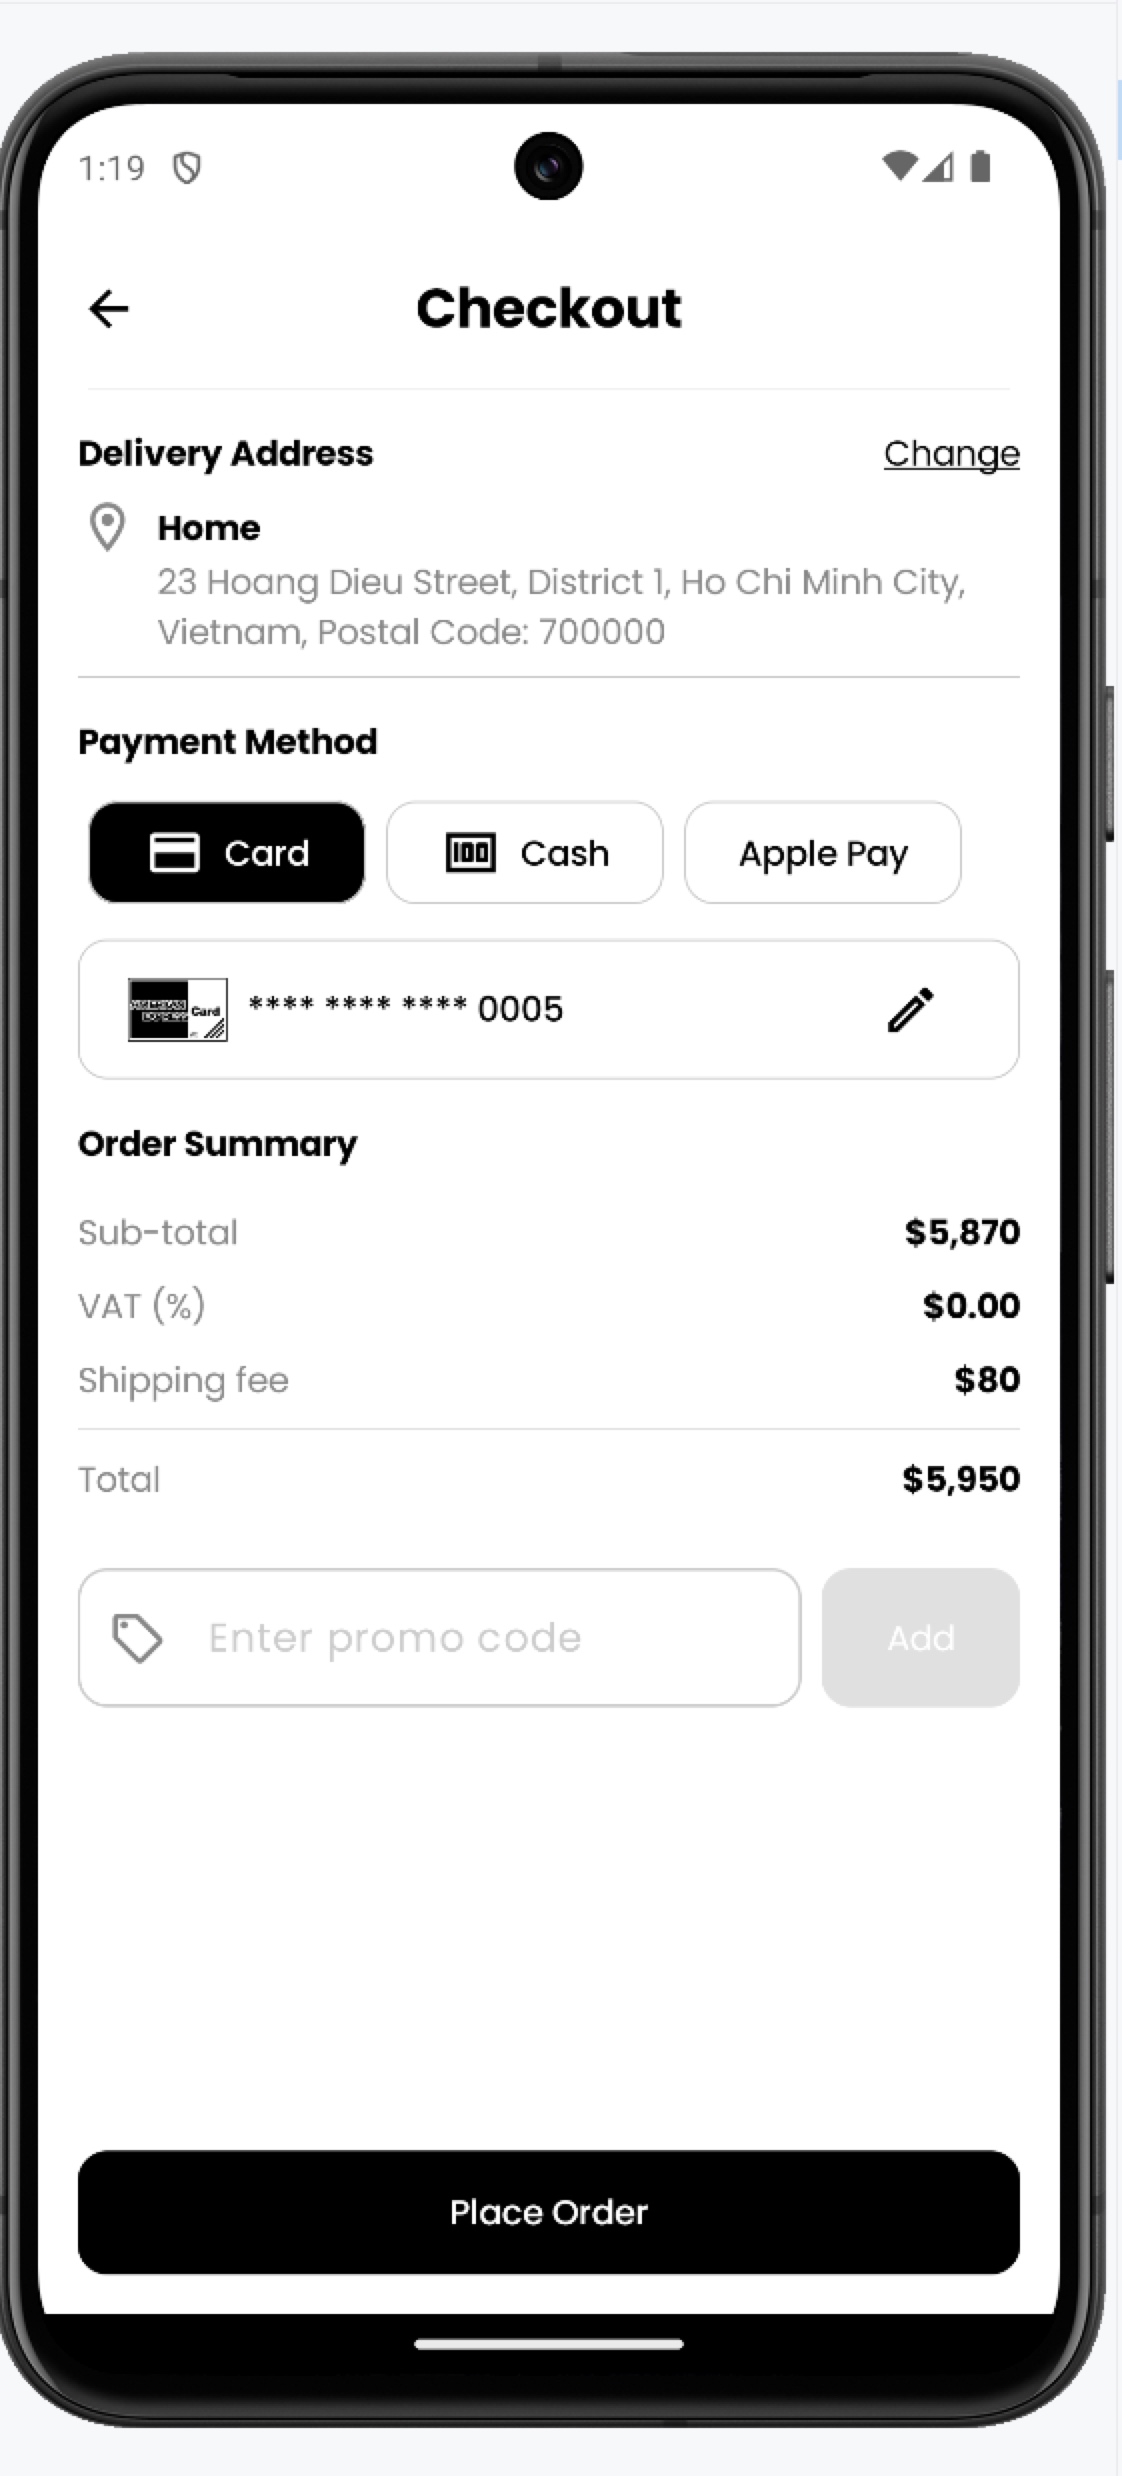 1:19
Checkout
Delivery Address
Change
Home
23 Hoang Dieu Street, District 1, Ho Chi Minh City,
Vietnam, Postal Code: 700000
Payment Method
Card
Cash
Apple Pay
AMERICAN
EXPRESS
Card
**** **** **** 0005
Order Summary
Sub-total
$5,870
VAT (%)
$0.00
Shipping fee
$80
Total
$5,950
Enter promo code
Add
Place Order